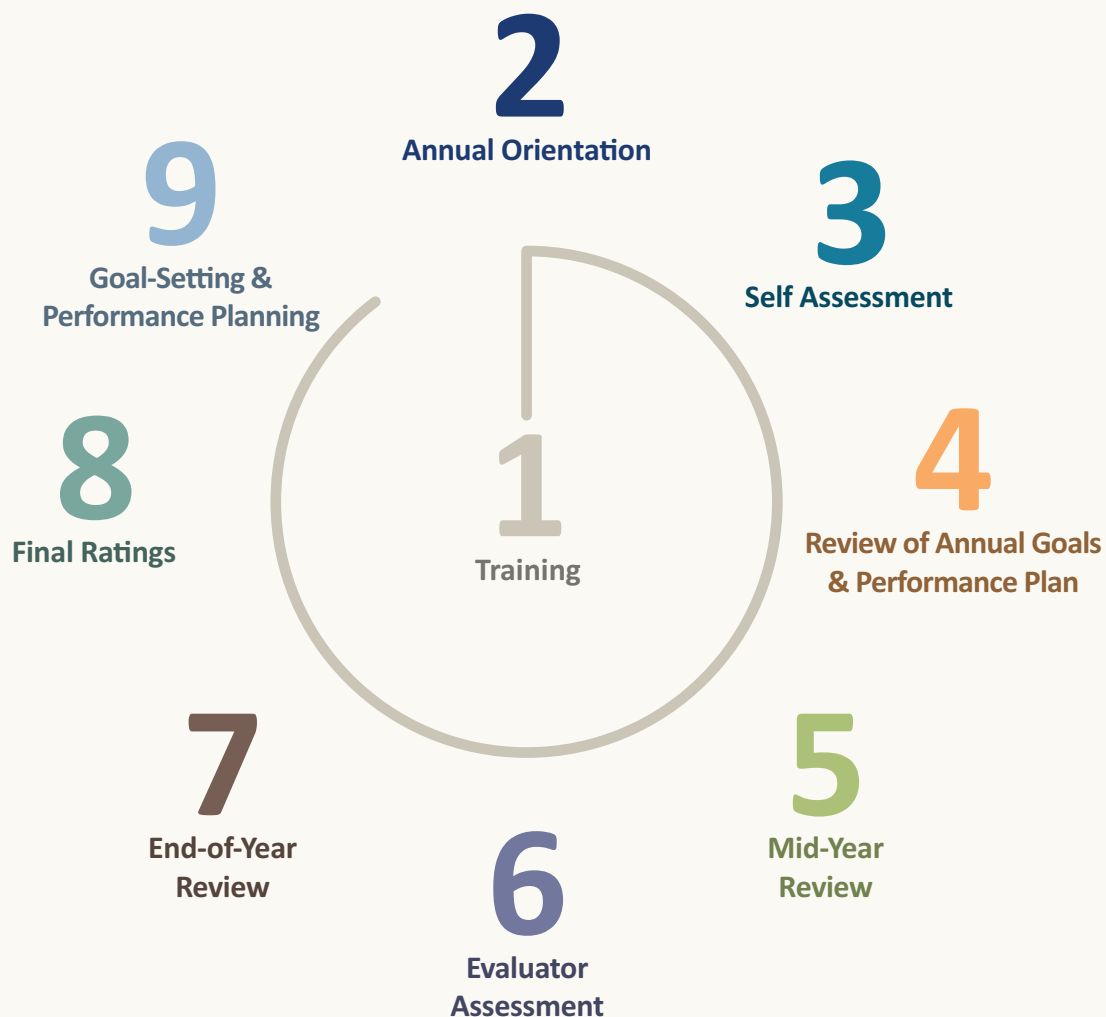 1
Training
2
Annual Orientation
3
Self Assessment
4
Review of Annual Goals
& Performance Plan
5
Mid-Year
Review
6
Evaluator
Assessment
7
End-of-Year
Review
8
Final Ratings
9
Goal-Setting &
Performance Planning